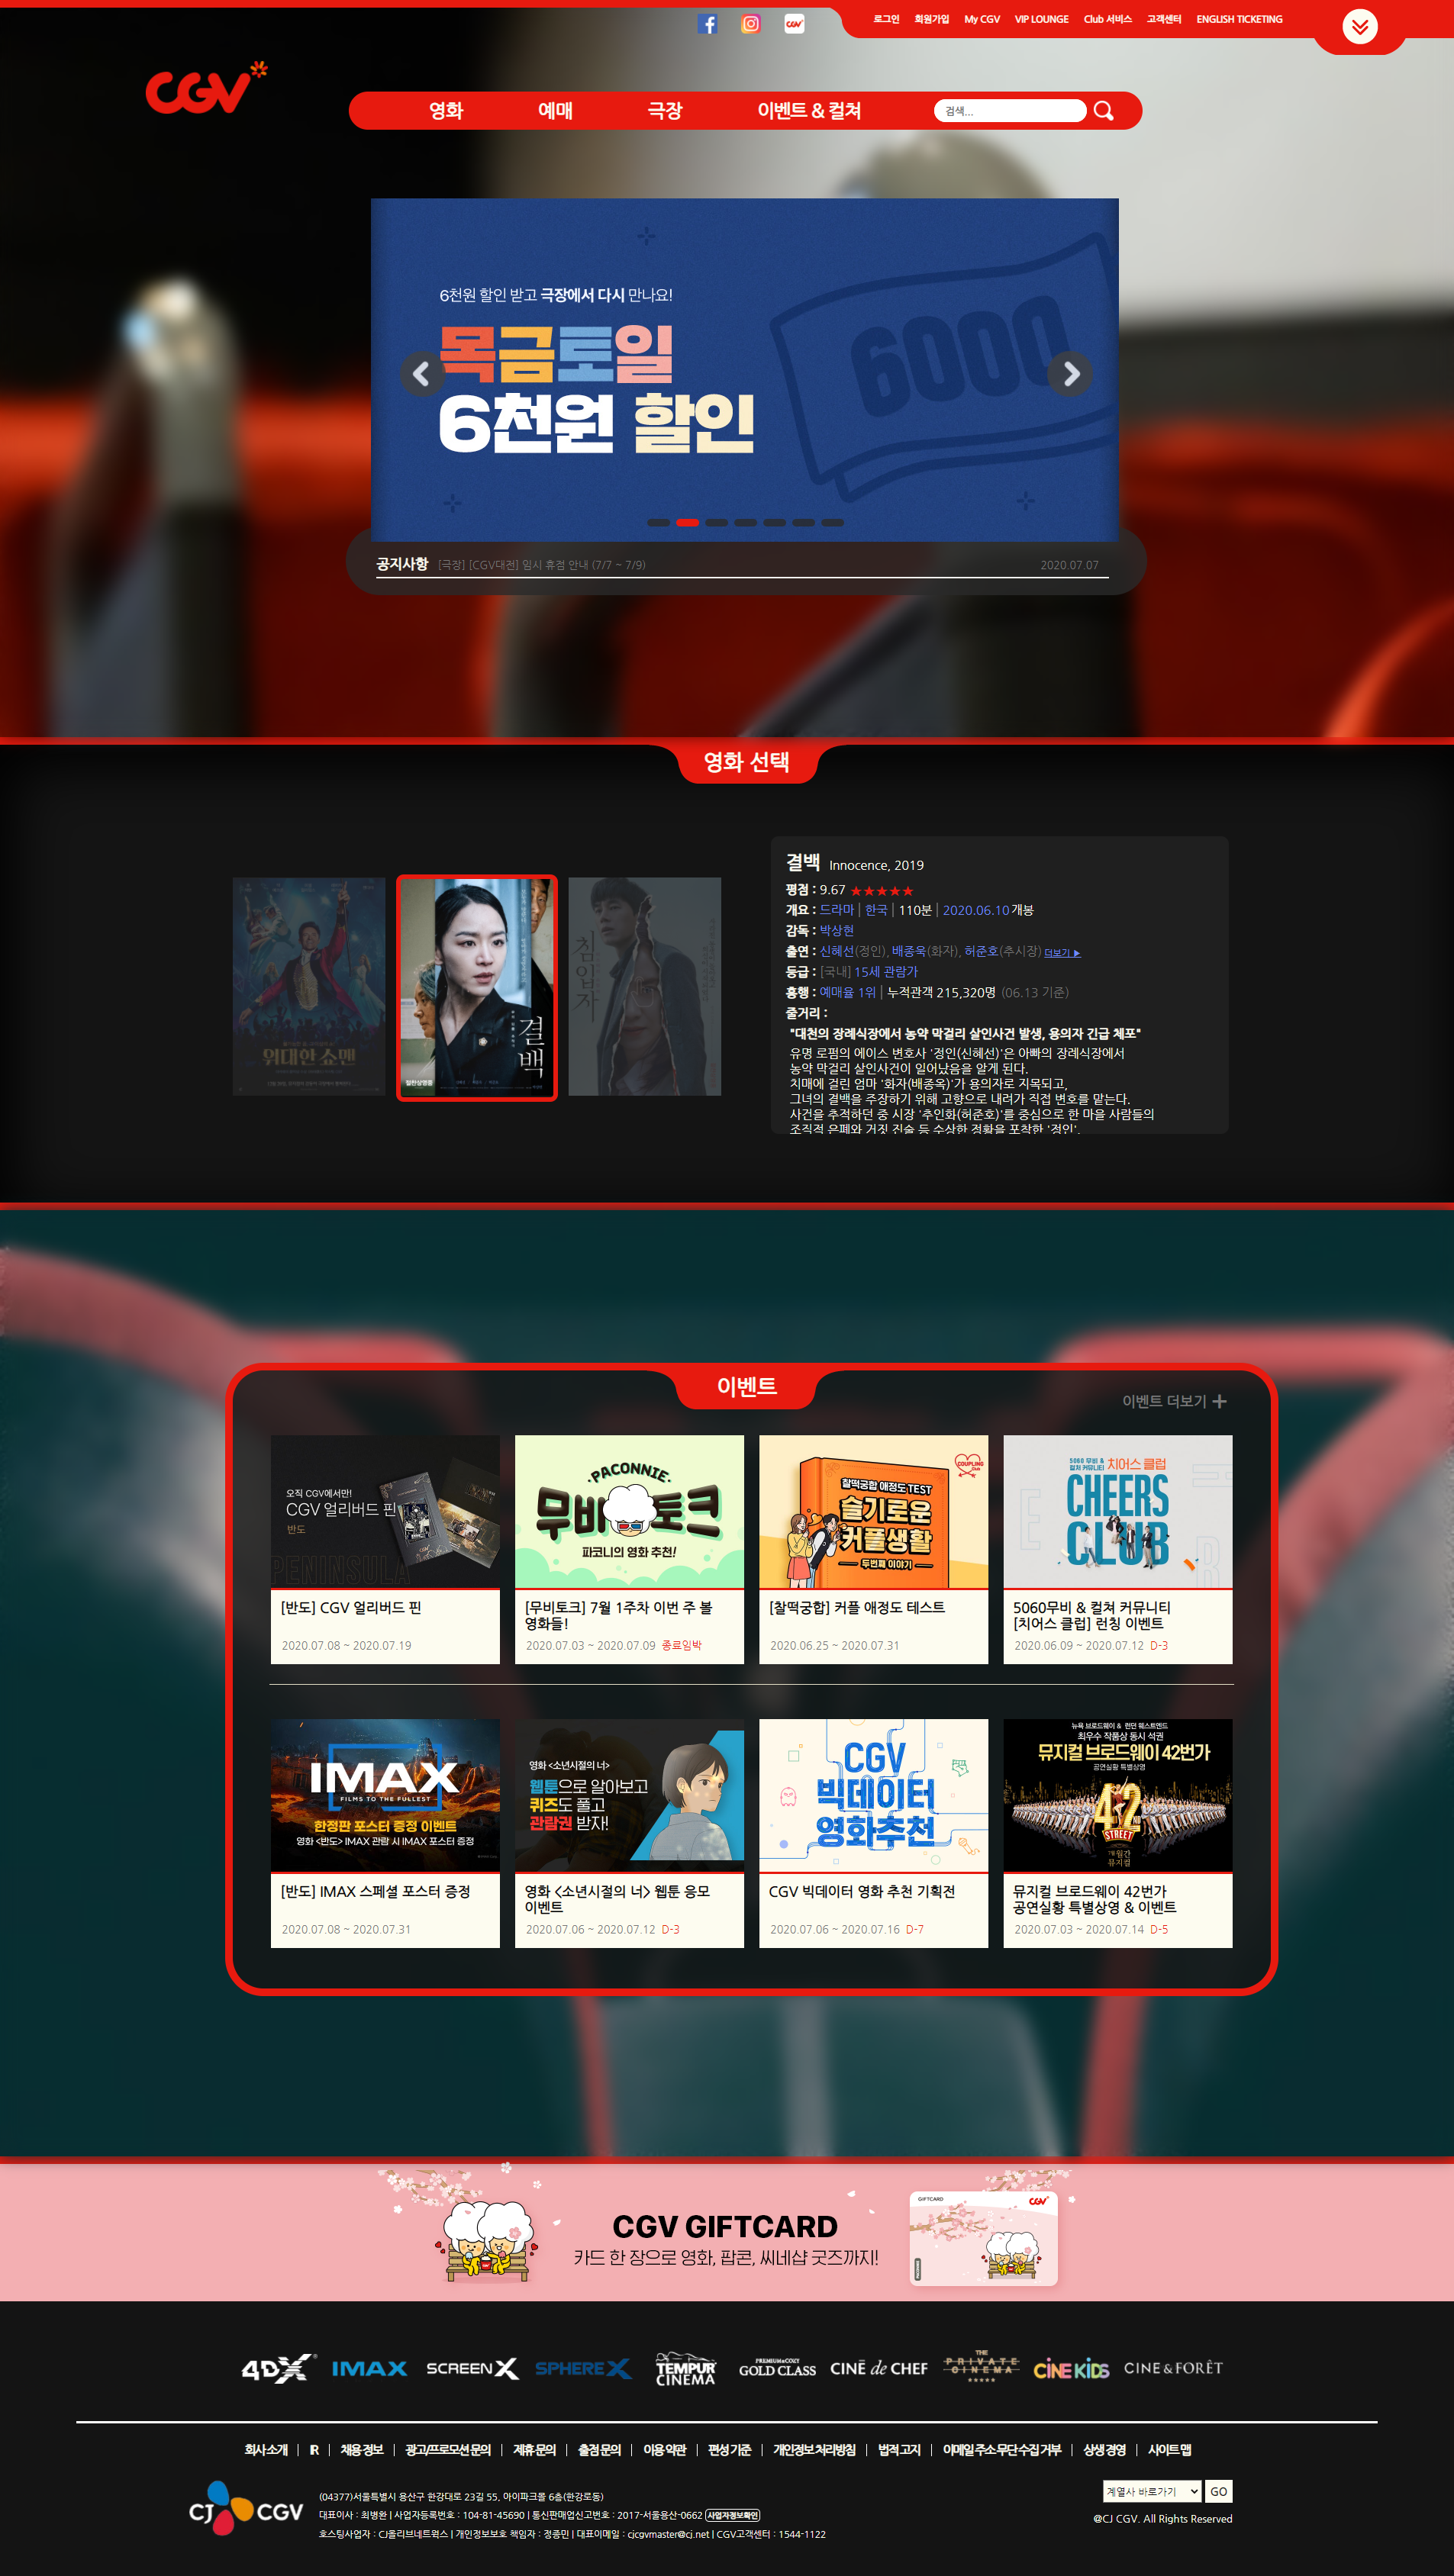 로그인 회원가입 My CGV VIP LOUNGE Club 서비스 고객센터 ENGLISH TICKETING
CGV
영화 예매 극장 이벤트 & 컬쳐 검색...
6천원 할인 받고 극장에서 다시 만나요!
목금토일
6천원 할인
6000
공지사항 [극장] [CGV대전] 임시 휴점 안내 (7/7 ~ 7/9) 2020.07.07
영화 선택
위대한 쇼맨
결백
침입자
결백 Innocence, 2019
평점 : 9.67 ★★★★★
개요 : 드라마 | 한국 | 110분 | 2020.06.10 개봉
감독 : 박상현
출연 : 신혜선(정인), 배종욱(화자), 허준호(추시장) 더보기 ▶
등급 : [국내] 15세 관람가
흥행 : 예매율 1위 | 누적관객 215,320명 (06.13 기준)
줄거리 :
"대천의 장례식장에서 농약 막걸리 살인사건 발생, 용의자 긴급 체포"
유명 로펌의 에이스 변호사 '정인(신혜선)'은 아빠의 장례식장에서
농약 막걸리 살인사건이 일어났음을 알게 된다.
치매에 걸린 엄마 '화자(배종옥)'가 용의자로 지목되고,
그녀의 결백을 주장하기 위해 고향으로 내려가 직접 변호를 맡는다.
사건을 추적하던 중 시장 '추인화(허준호)'를 중심으로 한 마을 사람들의
조직적 은폐와 거짓 진술 등 수상한 정황을 포착한 '정인',
이벤트
이벤트 더보기 +
오직 CGV에서만!
CGV 얼리버드 핀
반도
PENINSULA
[반도] CGV 얼리버드 핀
2020.07.08 ~ 2020.07.19
PACONNIE
무비토크
파코니의 영화 추천!
[무비토크] 7월 1주차 이번 주 볼
영화들!
2020.07.03 ~ 2020.07.09 종료임박
COUPLING Club
찰떡궁합 애정도 TEST
슬기로운
커플생활
두번째 이야기
[찰떡궁합] 커플 애정도 테스트
2020.06.25 ~ 2020.07.31
5060 무비 &
컬처 커뮤니티 치어스 클럽
CHEERS
CLUB
5060무비 & 컬쳐 커뮤니티
[치어스 클럽] 런칭 이벤트
2020.06.09 ~ 2020.07.12 D-3
IMAX
FILMS TO THE FULLEST
한정판 포스터 증정 이벤트
영화 <반도> IMAX 관람 시 IMAX 포스터 증정
[반도] IMAX 스페셜 포스터 증정
2020.07.08 ~ 2020.07.31
영화 <소년시절의 너>
웹툰으로 알아보고
퀴즈도 풀고
관람권 받자!
영화 <소년시절의 너> 웹툰 응모
이벤트
2020.07.06 ~ 2020.07.12 D-3
CGV
빅데이터
영화추천
CGV 빅데이터 영화 추천 기획전
2020.07.06 ~ 2020.07.16 D-7
뉴욕 브로드웨이 & 런던 웨스트엔드
최우수 작품상 동시 석권
뮤지컬 브로드웨이 42번가
공연실황 특별상영
42
STREET
7월 월간
뮤지컬
뮤지컬 브로드웨이 42번가
공연실황 특별상영 & 이벤트
2020.07.03 ~ 2020.07.14 D-5
CGV GIFTCARD
카드 한 장으로 영화, 팝콘, 씨네샵 굿즈까지!
GIFTCARD CGV
4DX IMAX SCREENX SPHEREX TEMPUR CINEMA PREMIUM & COZY GOLD CLASS CINÉ de CHEF THE PRIVATE CINEMA CINE KIDS CINE & FORÊT
회사소개 | IR | 채용정보 | 광고/프로모션문의 | 제휴문의 | 출점문의 | 이용약관 | 편성기준 | 개인정보처리방침 | 법적고지 | 이메일주소무단수집거부 | 상생경영 | 사이트맵
CJ CGV
(04377)서울특별시 용산구 한강대로 23길 55, 아이파크몰 6층(한강로동)
대표이사 : 최병환 | 사업자등록번호 : 104-81-45690 | 통신판매업신고번호 : 2017-서울용산-0662 사업자정보확인
호스팅사업자 : CJ올리브네트웍스 | 개인정보보호 책임자 : 정종민 | 대표이메일 : cjcgvmaster@cj.net | CGV고객센터 : 1544-1122
계열사 바로가기 GO
@CJ CGV. All Rights Reserved